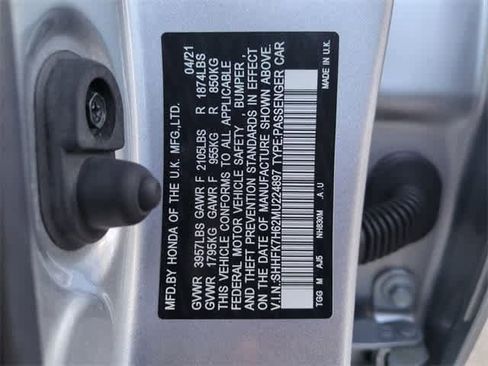 MFD.BY HONDA OF THE U.K. MFG.,LTD. 04/21
GVWR 3957LBS GAWR F 2105LBS R 1874LBS
GVWR 1795KG GAWR F 955KG R 850KG
THIS VEHICLE CONFORMS TO ALL APPLICABLE
FEDERAL MOTOR VEHICLE SAFETY, BUMPER,
AND THEFT PREVENTION STANDARDS IN EFFECT
ON THE DATE OF MANUFACTURE SHOWN ABOVE.
V.I.N.:SHHFK7H62MU224897 TYPE:PASSENGER CAR
TGG M AJ5 NH830M .A.U MADE IN U.K.